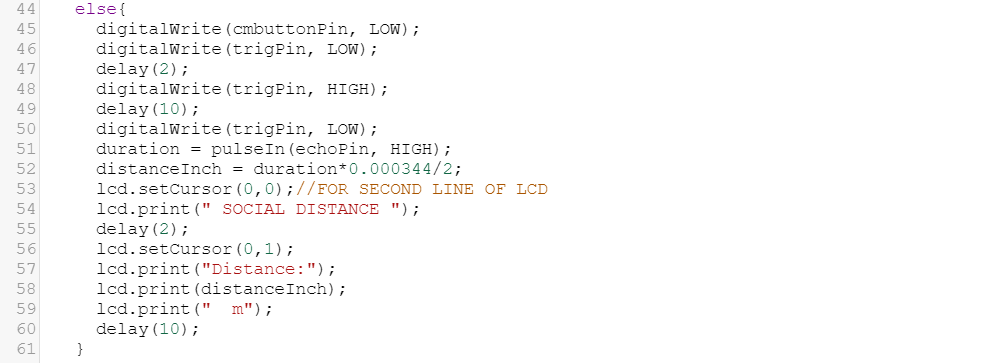 44 else{
45 digitalWrite(cmbuttonPin, LOW);
46 digitalWrite(trigPin, LOW);
47 delay(2);
48 digitalWrite(trigPin, HIGH);
49 delay(10);
50 digitalWrite(trigPin, LOW);
51 duration = pulseIn(echoPin, HIGH);
52 distanceInch = duration*0.000344/2;
53 lcd.setCursor(0,0);//FOR SECOND LINE OF LCD
54 lcd.print(" SOCIAL DISTANCE ");
55 delay(2);
56 lcd.setCursor(0,1);
57 lcd.print("Distance:");
58 lcd.print(distanceInch);
59 lcd.print("  m");
60 delay(10);
61 }